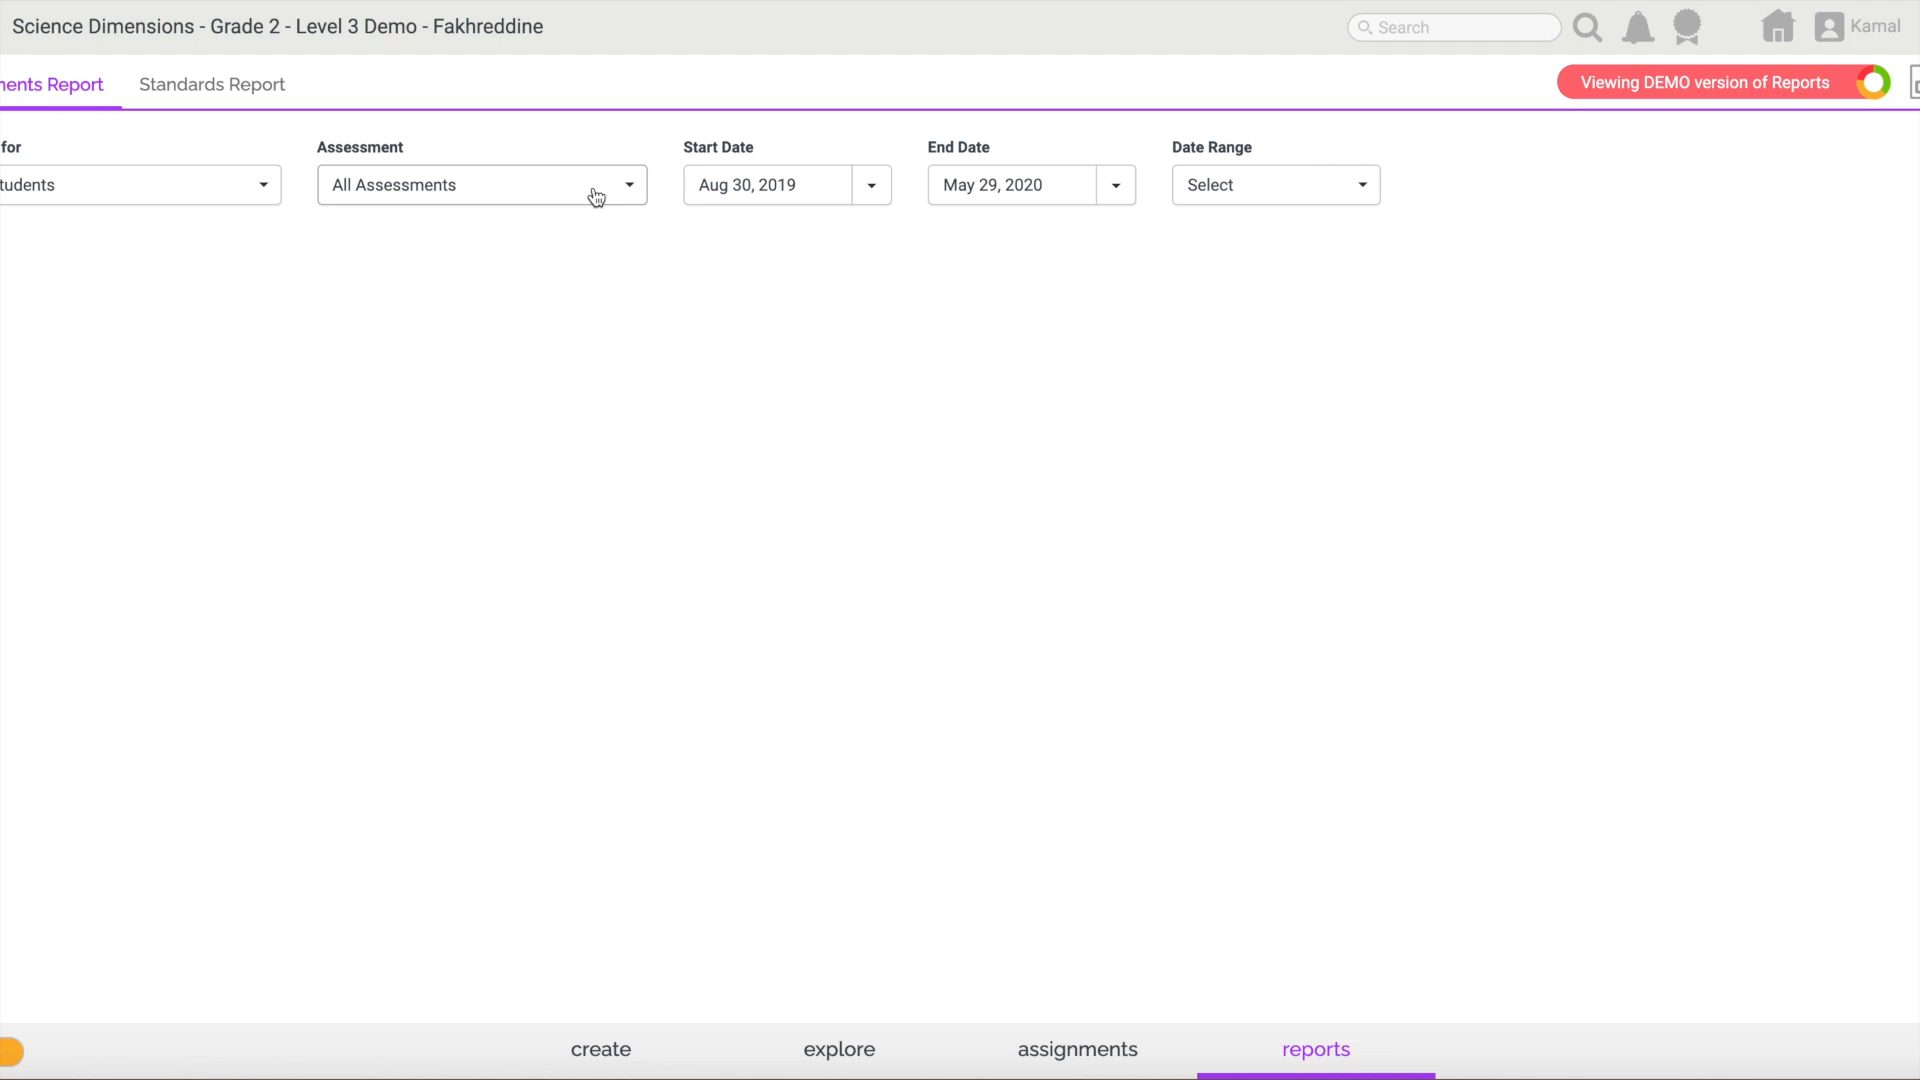 Science Dimensions - Grade 2 - Level 3 Demo - Fakhreddine
Search
Kamal
Report
Standards Report
Viewing DEMO version of Reports
for
Assessment
Start Date
End Date
Date Range
All Assessments
Aug 30, 2019
May 29, 2020
Select
create
explore
assignments
reports